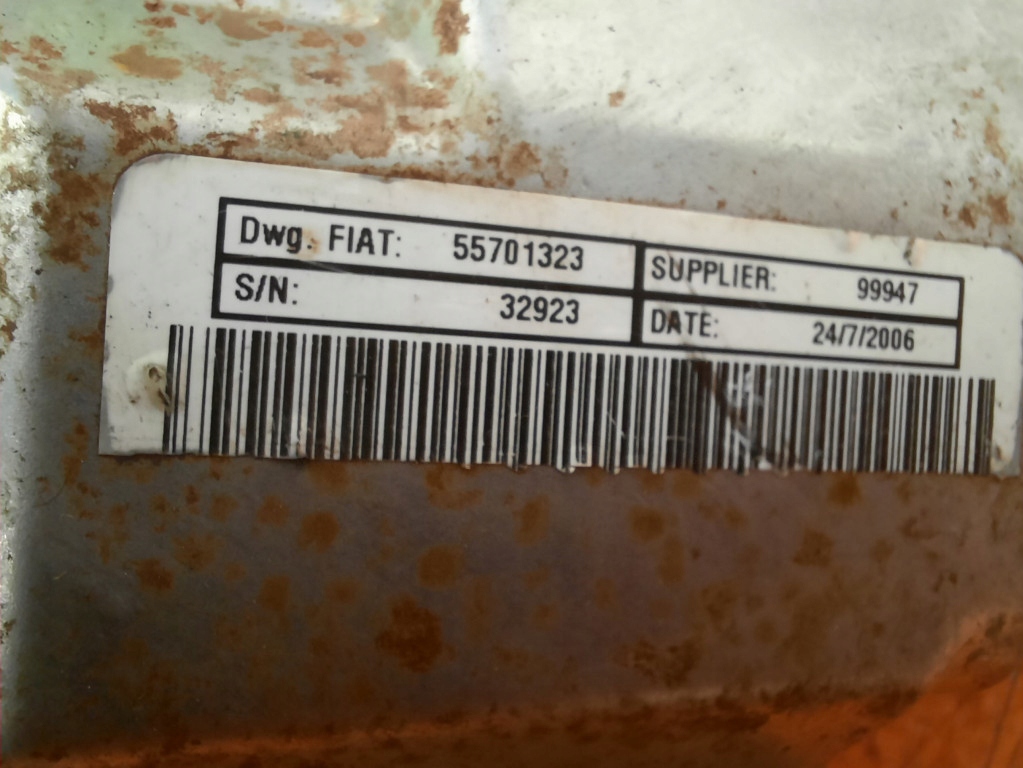 Dwg. FIAT: 55701323
SUPPLIER: 99947
S/N: 32923
DATE: 24/7/2006